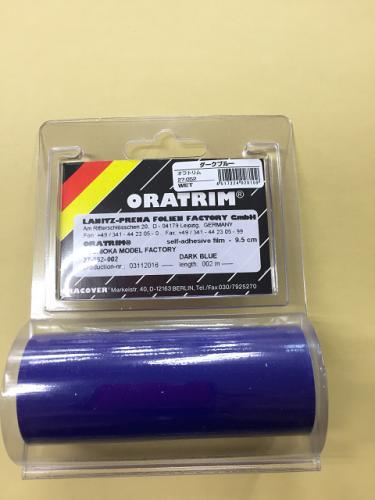 ダークブルー
オラトリム
27-052
WET
ORATRIM®
LANITZ-PRENA FOLIEN FACTORY GmbH
Am Ritterschlösschen 20, D - 04179 Leipzig, GERMANY
Fon +49 / 341 - 44 23 05 - 0 Fax: +49 / 341 - 44 23 05 - 99
ORATRIM® self-adhesive film - 9.5 cm
OKA MODEL FACTORY
27-052-002 DARK BLUE
production-nr.: 03112016 length: 002 m
ORACOVER® Markelstr. 40, D-12163 BERLIN, Tel./Fax 030/7925270